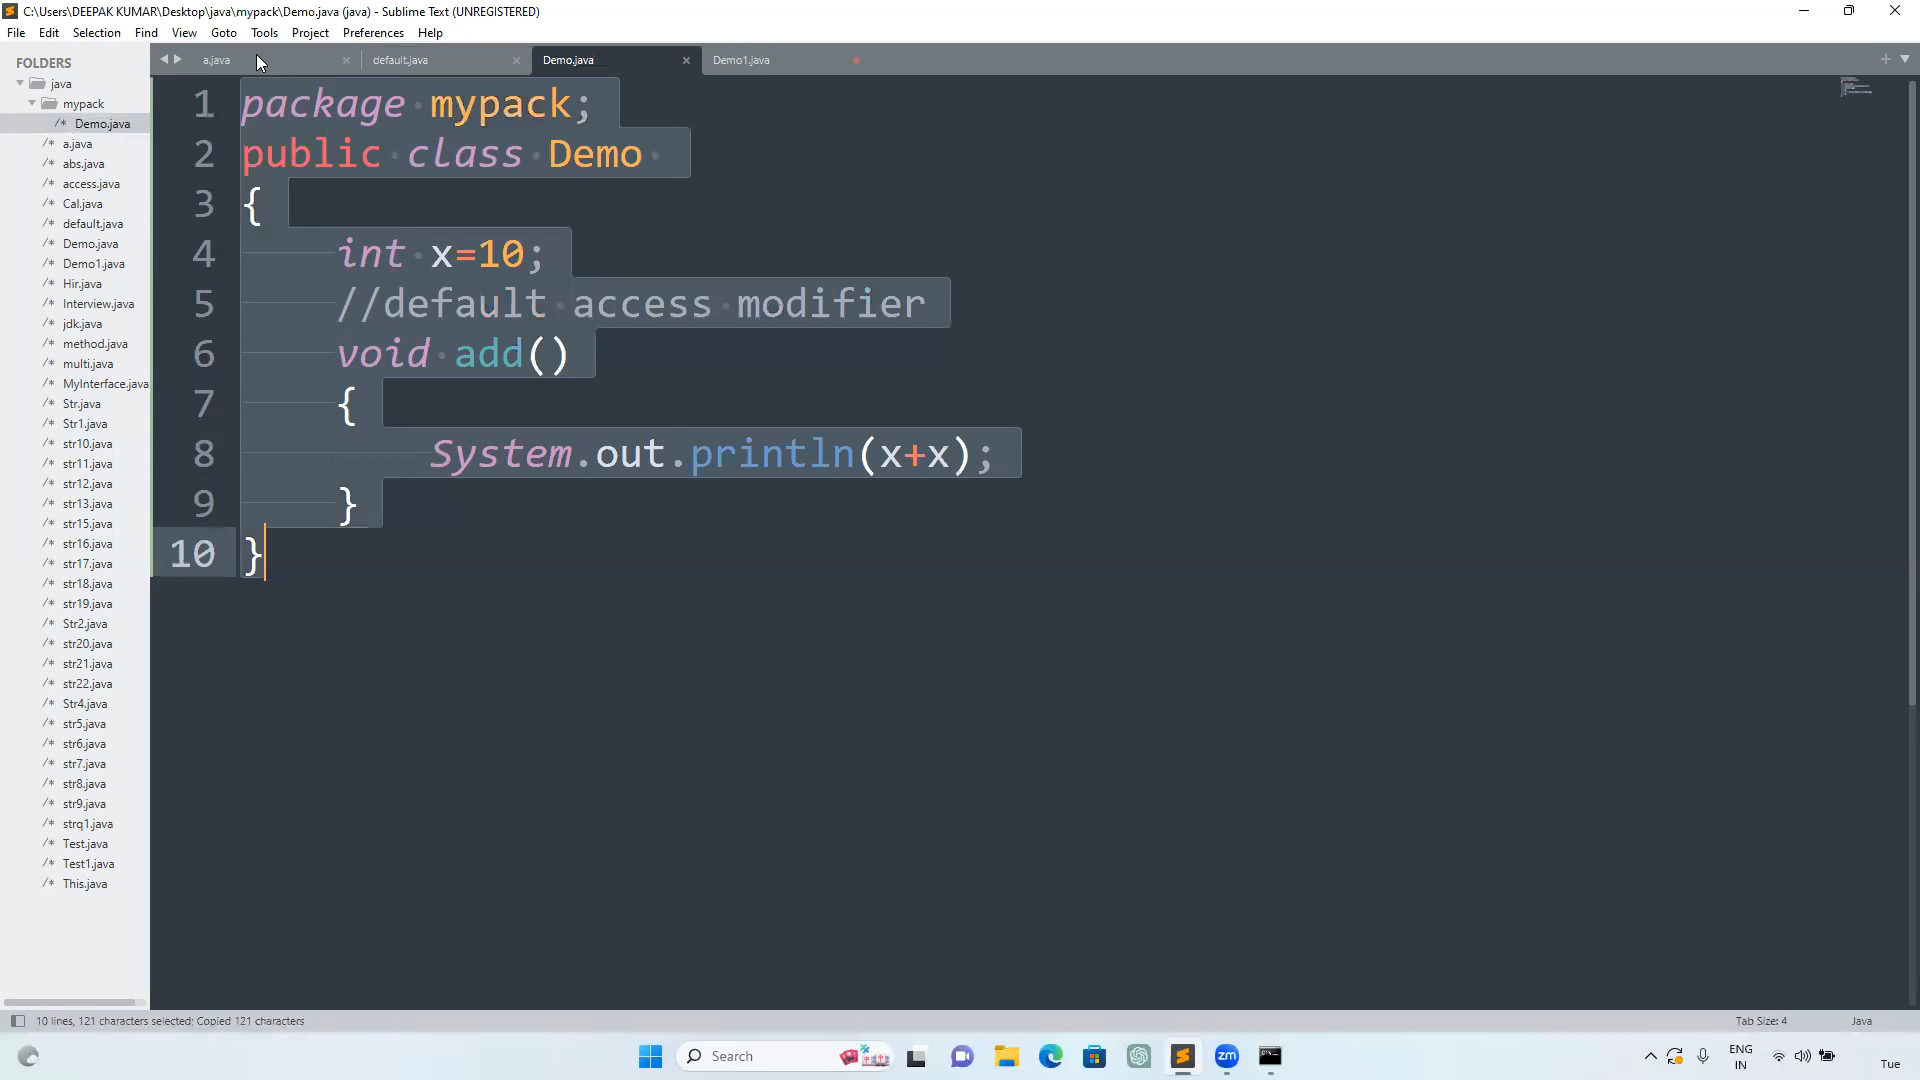 C:\Users\DEEPAK KUMAR\Desktop\java\mypack\Demo.java (java) - Sublime Text (UNREGISTERED)
File Edit Selection Find View Goto Tools Project Preferences Help
FOLDERS
java
mypack
/* Demo.java
/* a.java
/* abs.java
/* access.java
/* Cal.java
/* default.java
/* Demo.java
/* Demo1.java
/* Hir.java
/* Interview.java
/* jdk.java
/* method.java
/* multi.java
/* MyInterface.java
/* Str.java
/* Str1.java
/* str10.java
/* str11.java
/* str12.java
/* str13.java
/* str15.java
/* str16.java
/* str17.java
/* str18.java
/* str19.java
/* Str2.java
/* str20.java
/* str21.java
/* str22.java
/* Str4.java
/* str5.java
/* str6.java
/* str7.java
/* str8.java
/* str9.java
/* strq1.java
/* Test.java
/* Test1.java
/* This.java
a.java default.java Demo.java Demo1.java
1 package mypack;
2 public class Demo
3 {
4 int x=10;
5 //default access modifier
6 void add()
7 {
8 System.out.println(x+x);
9 }
10 }
10 lines, 121 characters selected; Copied 121 characters
Tab Size: 4 Java
Search
zm
ENG
IN
Tue